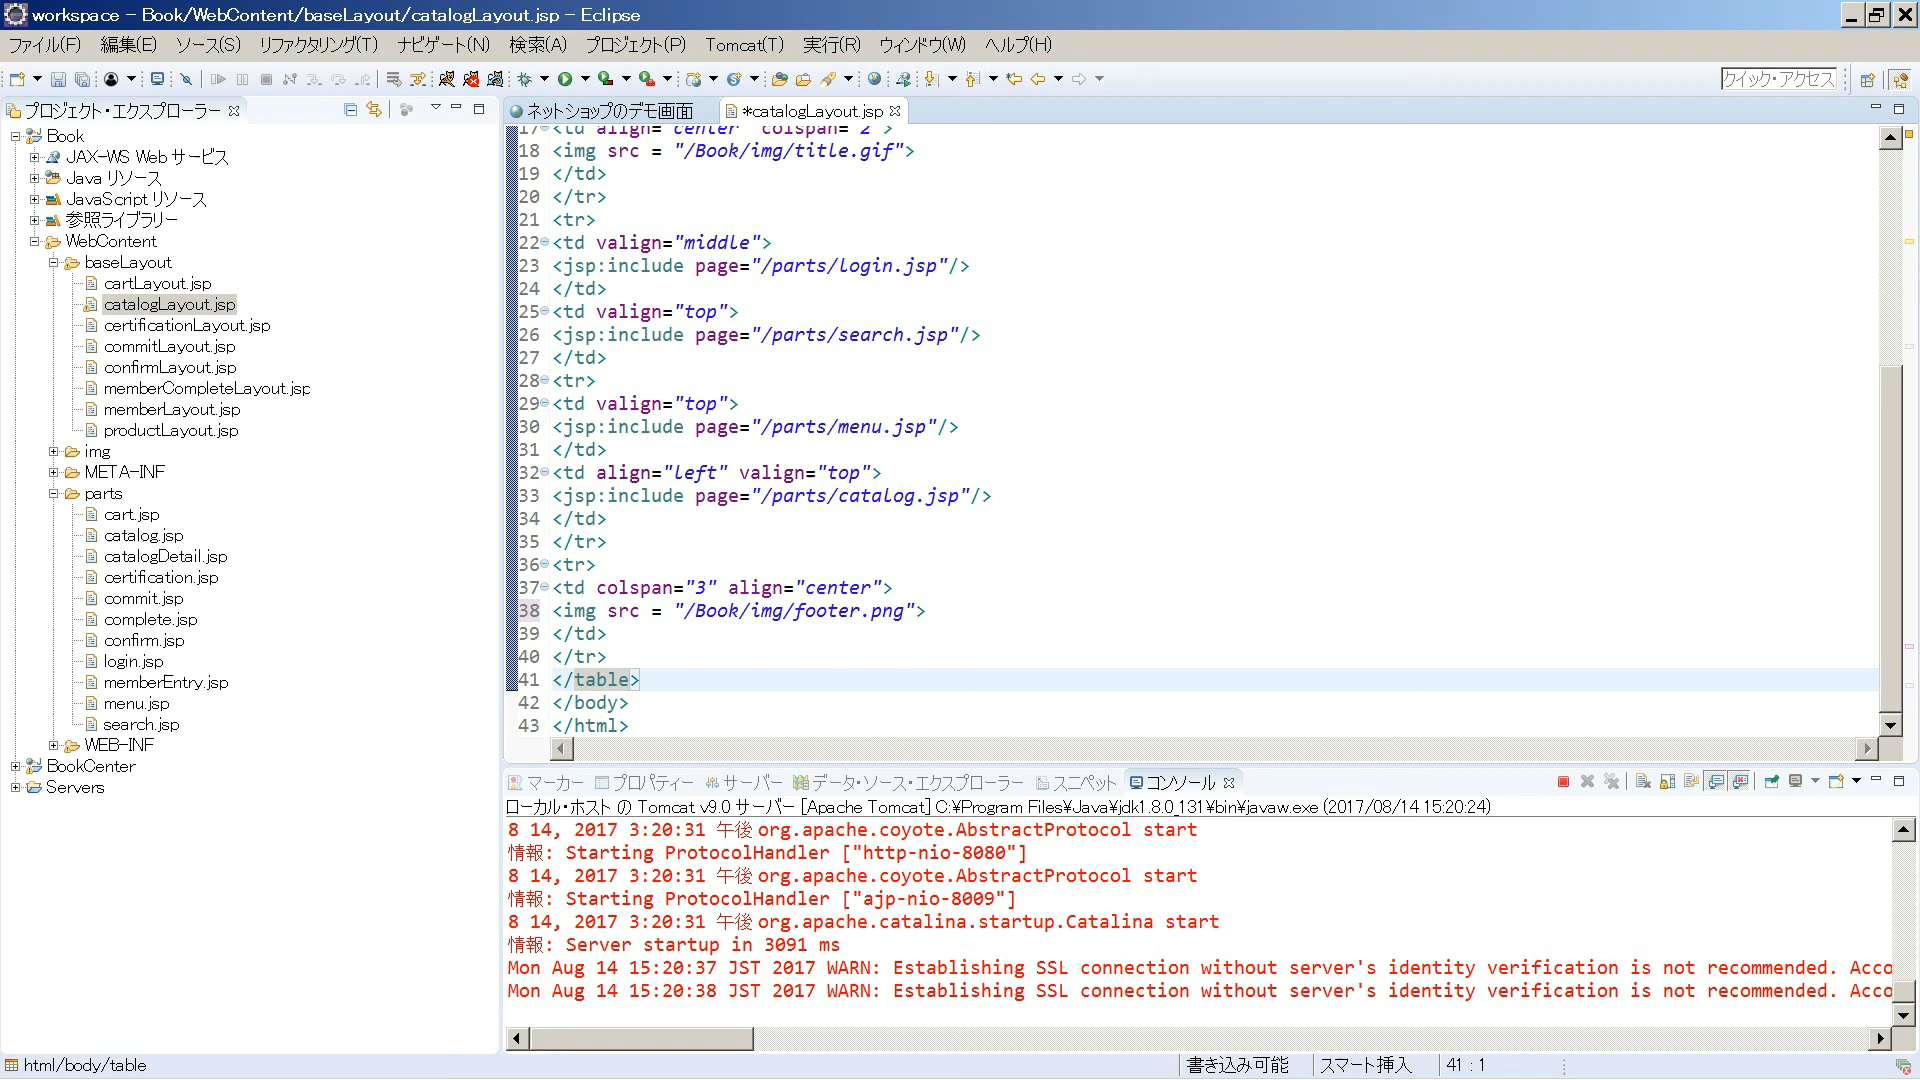 workspace - Book/WebContent/baseLayout/catalogLayout.jsp - Eclipse
ファイル(F) 編集(E) ソース(S) リファクタリング(T) ナビゲート(N) 検索(A) プロジェクト(P) Tomcat(T) 実行(R) ウィンドウ(W) ヘルプ(H)
クイック・アクセス
プロジェクト・エクスプローラー
Book
JAX-WS Web サービス
Java リソース
JavaScript リソース
参照ライブラリー
WebContent
baseLayout
cartLayout.jsp
catalogLayout.jsp
certificationLayout.jsp
commitLayout.jsp
confirmLayout.jsp
memberCompleteLayout.jsp
memberLayout.jsp
productLayout.jsp
img
META-INF
parts
cart.jsp
catalog.jsp
catalogDetail.jsp
certification.jsp
commit.jsp
complete.jsp
confirm.jsp
login.jsp
memberEntry.jsp
menu.jsp
search.jsp
WEB-INF
BookCenter
Servers
ネットショップのデモ画面 *catalogLayout.jsp
17 <td align="center" colspan="2">
18 <img src = "/Book/img/title.gif">
19 </td>
20 </tr>
21 <tr>
22 <td valign="middle">
23 <jsp:include page="/parts/login.jsp"/>
24 </td>
25 <td valign="top">
26 <jsp:include page="/parts/search.jsp"/>
27 </td>
28 <tr>
29 <td valign="top">
30 <jsp:include page="/parts/menu.jsp"/>
31 </td>
32 <td align="left" valign="top">
33 <jsp:include page="/parts/catalog.jsp"/>
34 </td>
35 </tr>
36 <tr>
37 <td colspan="3" align="center">
38 <img src = "/Book/img/footer.png">
39 </td>
40 </tr>
41 </table>
42 </body>
43 </html>
マーカー プロパティー サーバー データ・ソース・エクスプローラー スニペット コンソール
ローカル・ホスト の Tomcat v9.0 サーバー [Apache Tomcat] C:¥Program Files¥Java¥jdk1.8.0_131¥bin¥javaw.exe (2017/08/14 15:20:24)
8 14, 2017 3:20:31 午後 org.apache.coyote.AbstractProtocol start
情報: Starting ProtocolHandler ["http-nio-8080"]
8 14, 2017 3:20:31 午後 org.apache.coyote.AbstractProtocol start
情報: Starting ProtocolHandler ["ajp-nio-8009"]
8 14, 2017 3:20:31 午後 org.apache.catalina.startup.Catalina start
情報: Server startup in 3091 ms
Mon Aug 14 15:20:37 JST 2017 WARN: Establishing SSL connection without server's identity verification is not recommended. Acco
Mon Aug 14 15:20:38 JST 2017 WARN: Establishing SSL connection without server's identity verification is not recommended. Acco
html/body/table 書き込み可能 スマート挿入 41 : 1